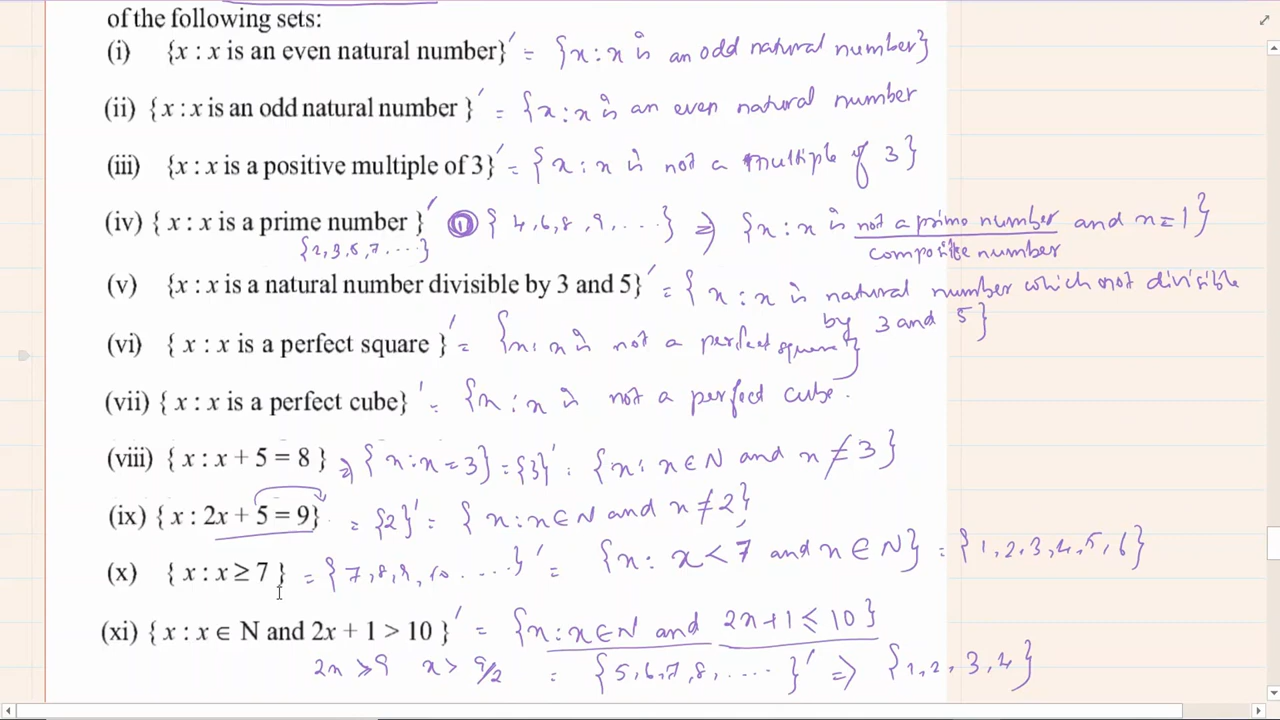 of the following sets:
(i) {x : x is an even natural number}' = {x : x is an odd natural number}
(ii) {x : x is an odd natural number }' = {x : x is an even natural number
(iii) {x : x is a positive multiple of 3}' = {x : x is not a multiple of 3}
(iv) { x : x is a prime number }' ① { 4, 6, 8, 9, .... } ⇒ {x : x is not a prime number and x = 1}
{2, 3, 5, 7, ....} composite number
(v) {x : x is a natural number divisible by 3 and 5}' = { x : x is natural number which not divisible
by 3 and 5}
(vi) { x : x is a perfect square }' = {x : x is not a perfect square}
(vii) { x : x is a perfect cube}' = {x : x is not a perfect cube.
(viii) { x : x + 5 = 8 } ⇒ {x : x = 3} = {3}' = {x : x ∈ N and x ≠ 3}
(ix) { x : 2x + 5 = 9} = {2}' = { x : x ∈ N and x ≠ 2}
(x) { x : x ≥ 7 } = { 7, 8, 9, 10 .....}' = {x : x < 7 and x ∈ N} = {1, 2, 3, 4, 5, 6}
(xi) { x : x ∈ N and 2x + 1 > 10 }' = {x : x ∈ N and 2x + 1 ≤ 10}
2x > 9 x > 9/2 = {5, 6, 7, 8, ....}' ⇒ {1, 2, 3, 4}